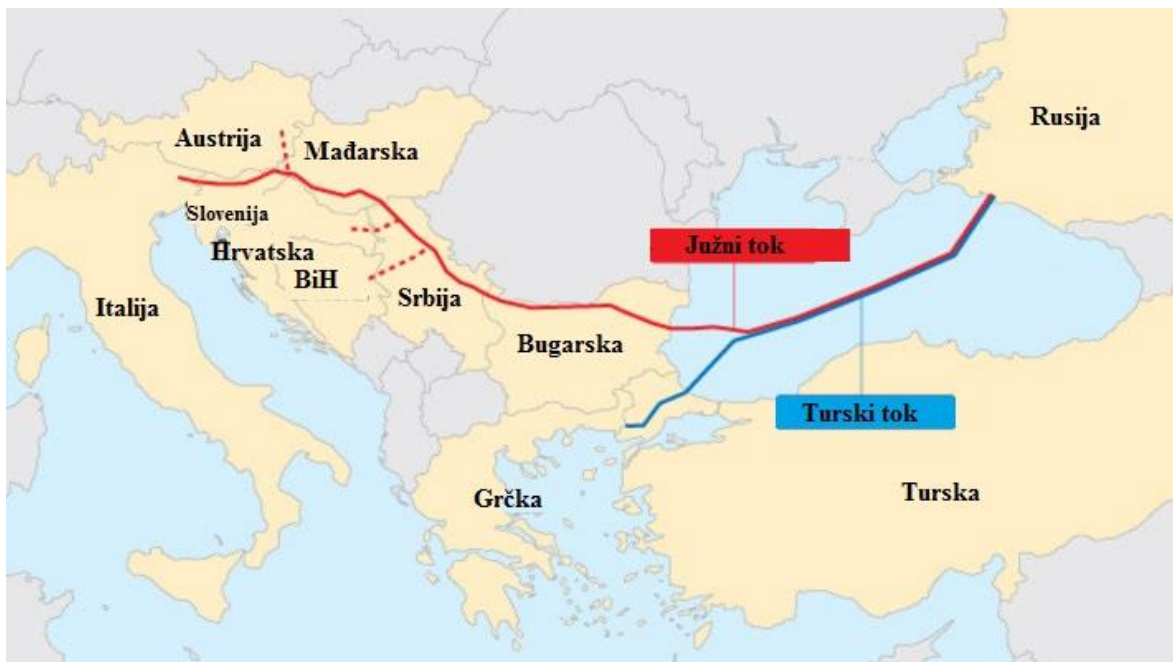 Rusija
Austrija
Mađarska
Slovenija
Hrvatska
BiH
Južni tok
Srbija
Italija
Bugarska
Turski tok
Grčka
Turska